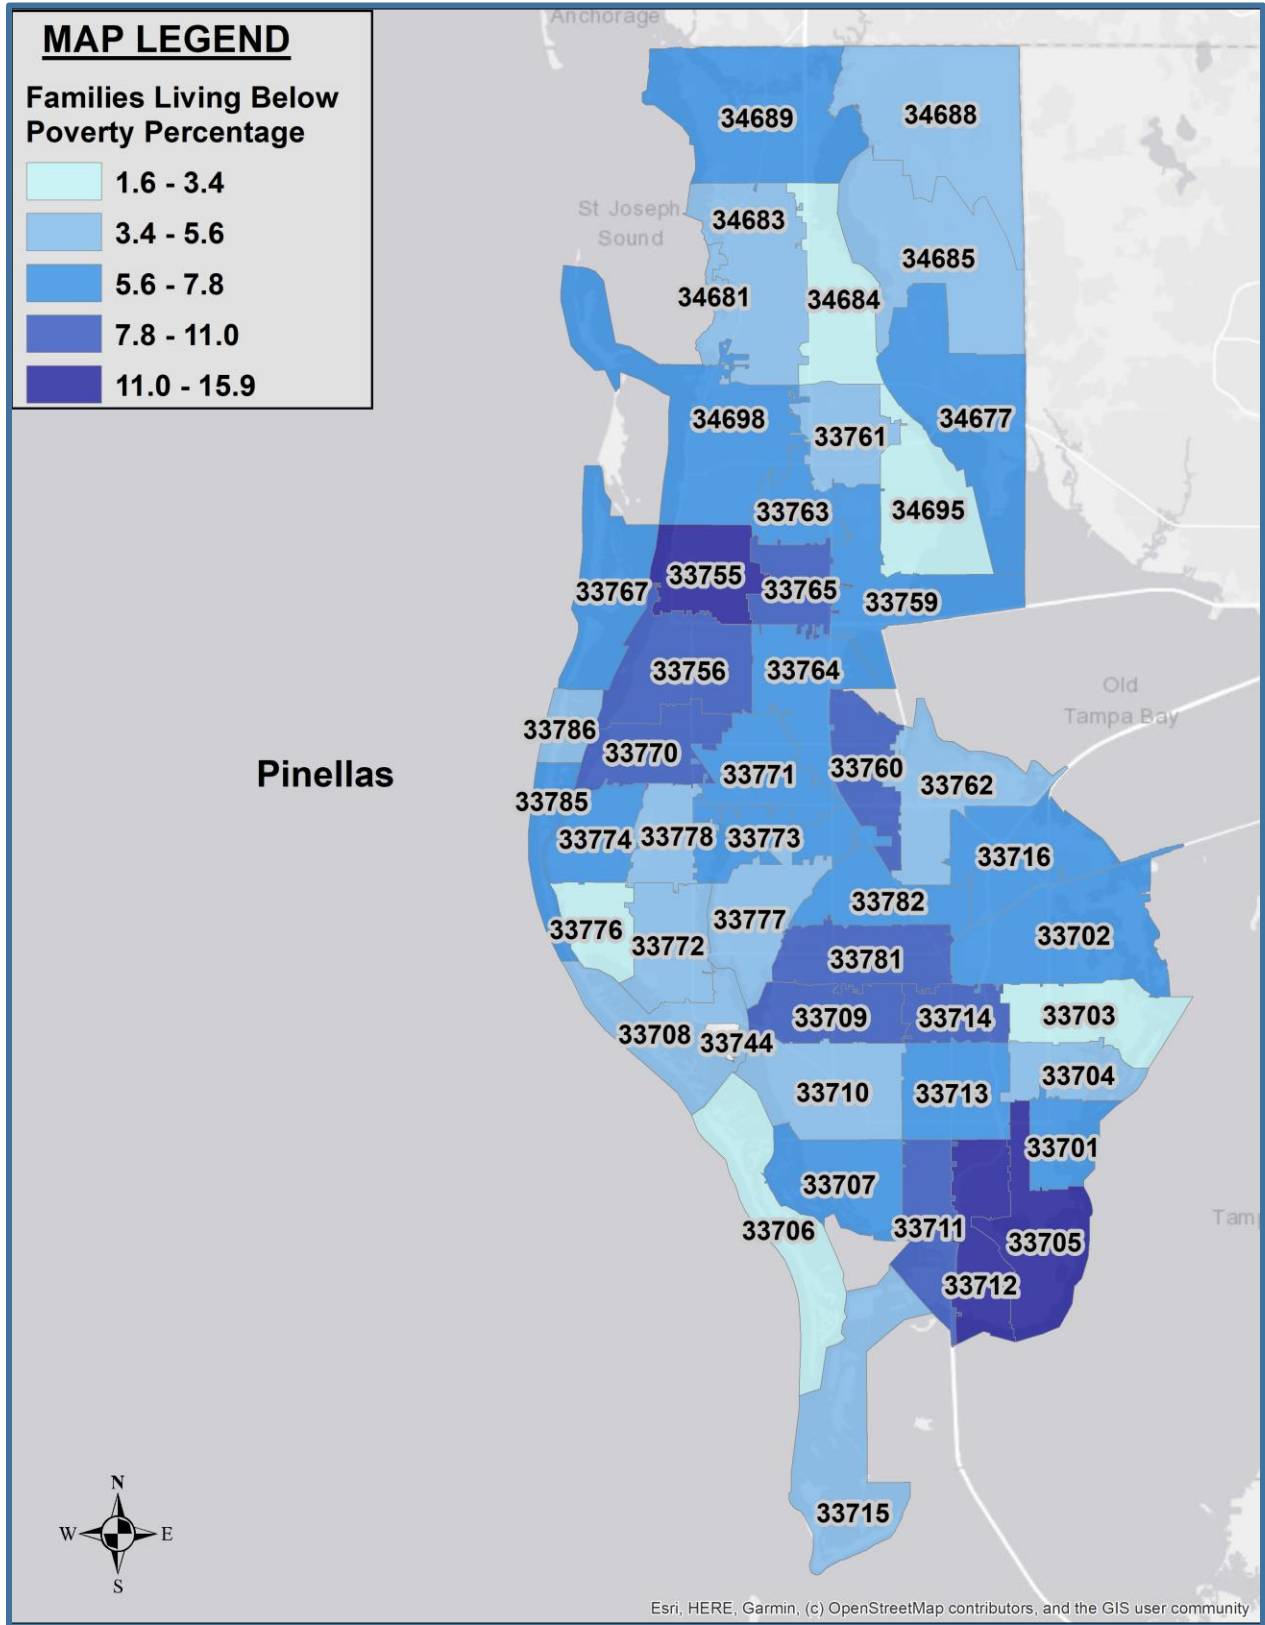 Anchorage
MAP LEGEND
Families Living Below
Poverty Percentage
1.6 - 3.4
3.4 - 5.6
5.6 - 7.8
7.8 - 11.0
11.0 - 15.9
34689
34688
St Joseph
Sound
34683
34685
34681
34684
34698
33761
34677
33763
34695
33755
33765
33767
33759
33756
33764
Old
Tampa Bay
33786
33770
33760
33771
33762
Pinellas
33785
33774
33778
33773
33716
33782
33777
33776
33772
33702
33781
33709
33714
33703
33708
33744
33704
33710
33713
33701
33707
33706
33711
33705
33712
Tam
33715
N
W
E
S
Esri, HERE, Garmin, (c) OpenStreetMap contributors, and the GIS user community